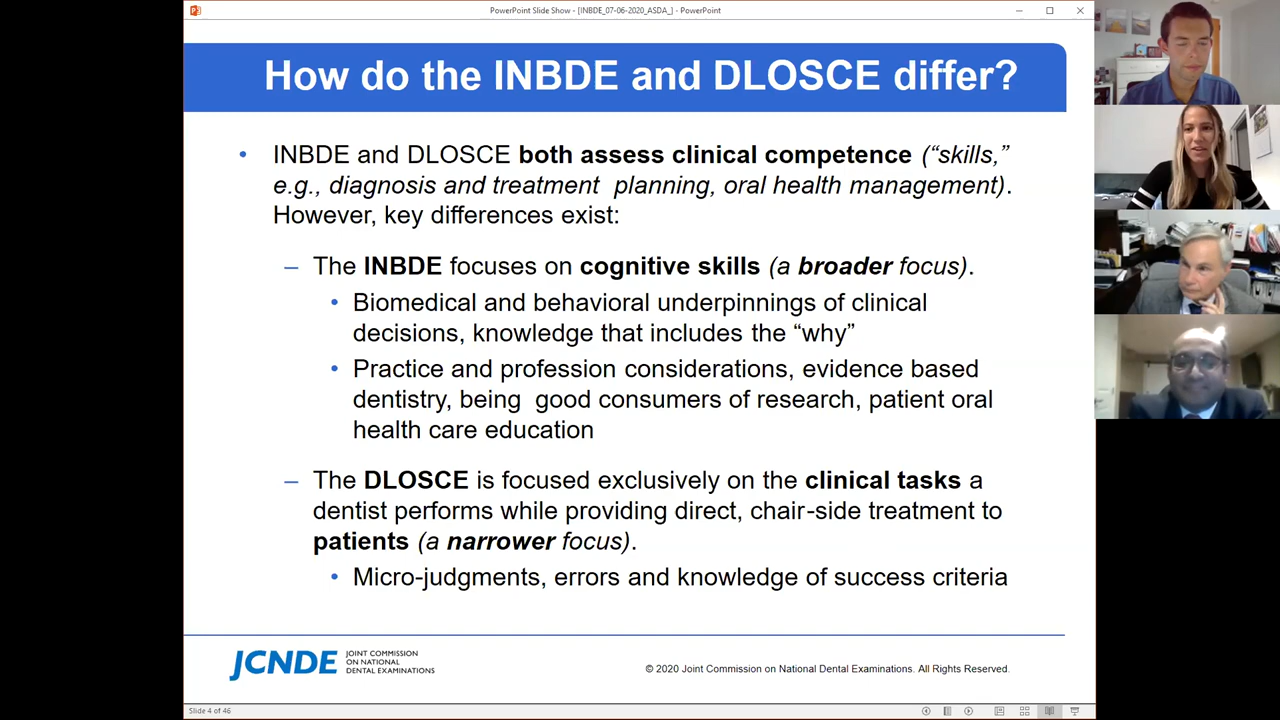 PowerPoint Slide Show - [INBDE_07-06-2020_ASDA_] - PowerPoint
How do the INBDE and DLOSCE differ?
• INBDE and DLOSCE both assess clinical competence (“skills,”
e.g., diagnosis and treatment planning, oral health management).
However, key differences exist:
– The INBDE focuses on cognitive skills (a broader focus).
• Biomedical and behavioral underpinnings of clinical
decisions, knowledge that includes the “why”
• Practice and profession considerations, evidence based
dentistry, being good consumers of research, patient oral
health care education
– The DLOSCE is focused exclusively on the clinical tasks a
dentist performs while providing direct, chair-side treatment to
patients (a narrower focus).
• Micro-judgments, errors and knowledge of success criteria
JCNDE
JOINT COMMISSION
ON NATIONAL
DENTAL EXAMINATIONS
© 2020 Joint Commission on National Dental Examinations. All Rights Reserved.
Slide 4 of 46